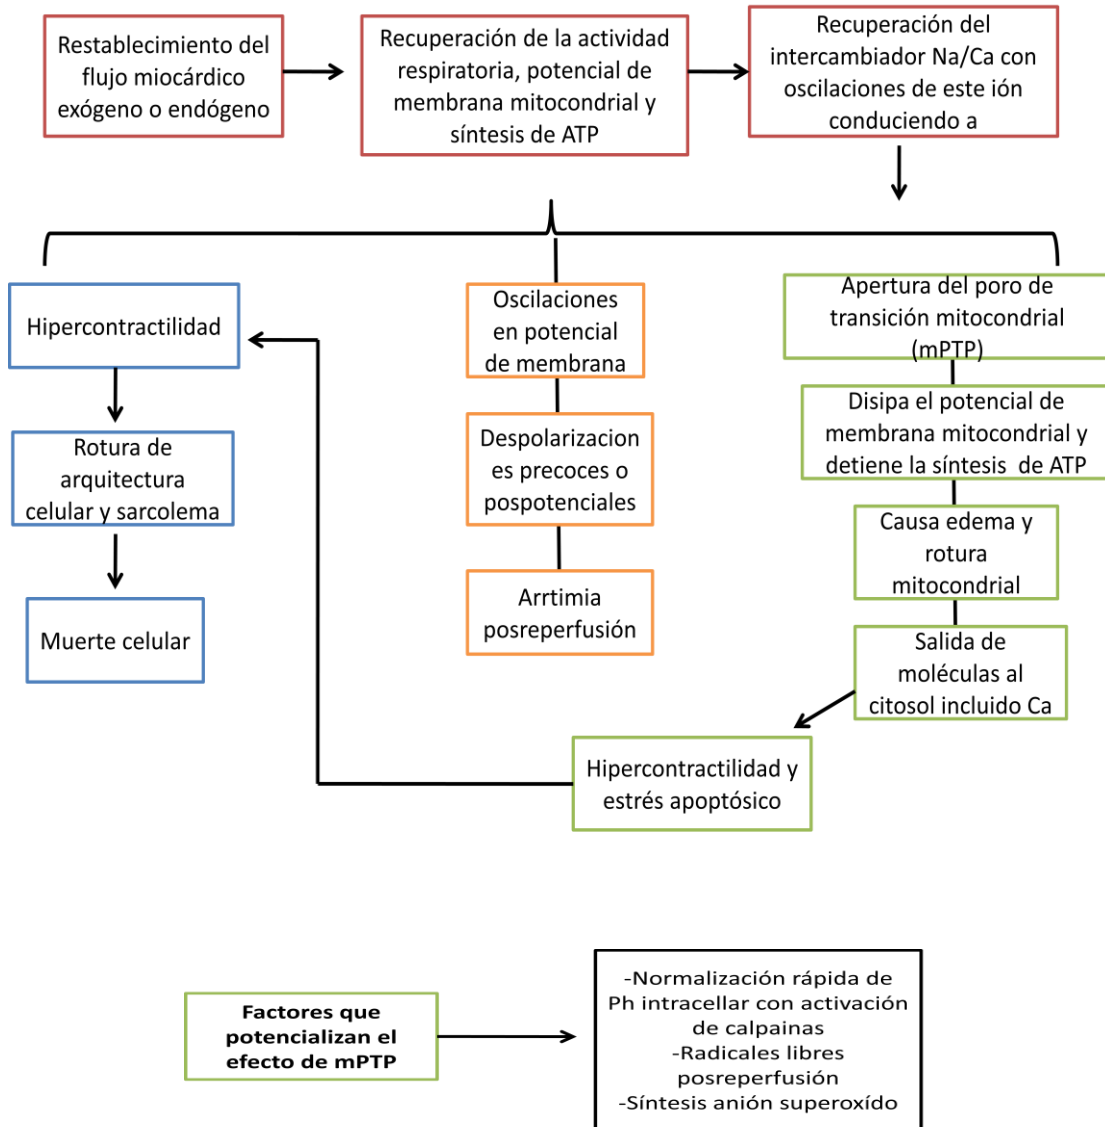 Restablecimiento del
flujo miocárdico
exógeno o endógeno
Recuperación de la actividad
respiratoria, potencial de
membrana mitocondrial y
síntesis de ATP
Recuperación del
intercambiador Na/Ca con
oscilaciones de este ión
conduciendo a
Hipercontractilidad
Rotura de
arquitectura
celular y sarcolema
Muerte celular
Oscilaciones
en potencial
de membrana
Despolarizacion
es precoces o
pospotenciales
Arrtimia
posreperfusión
Apertura del poro de
transición mitocondrial
(mPTP)
Disipa el potencial de
membrana mitocondrial y
detiene la síntesis de ATP
Causa edema y
rotura
mitocondrial
Salida de
moléculas al
citosol incluido Ca
Hipercontractilidad y
estrés apoptósico
Factores que
potencializan el
efecto de mPTP
-Normalización rápida de
Ph intracellar con activación
de calpainas
-Radicales libres
posreperfusión
-Síntesis anión superoxído